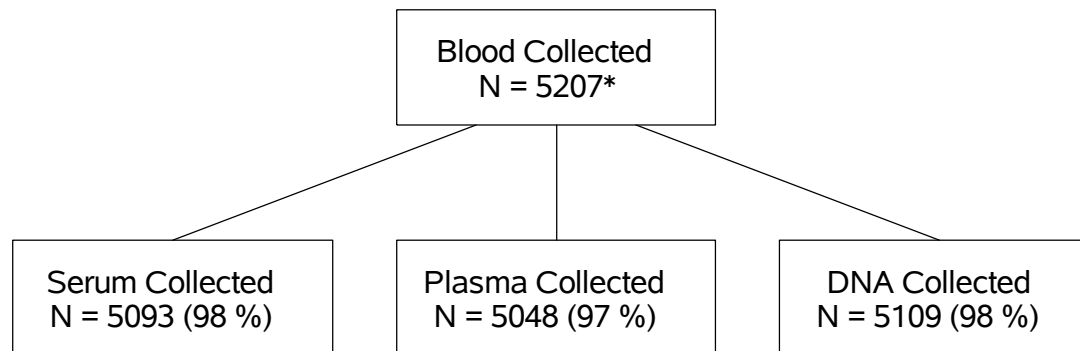 Blood Collected
N = 5207*
Serum Collected
N = 5093 (98 %)
Plasma Collected
N = 5048 (97 %)
DNA Collected
N = 5109 (98 %)